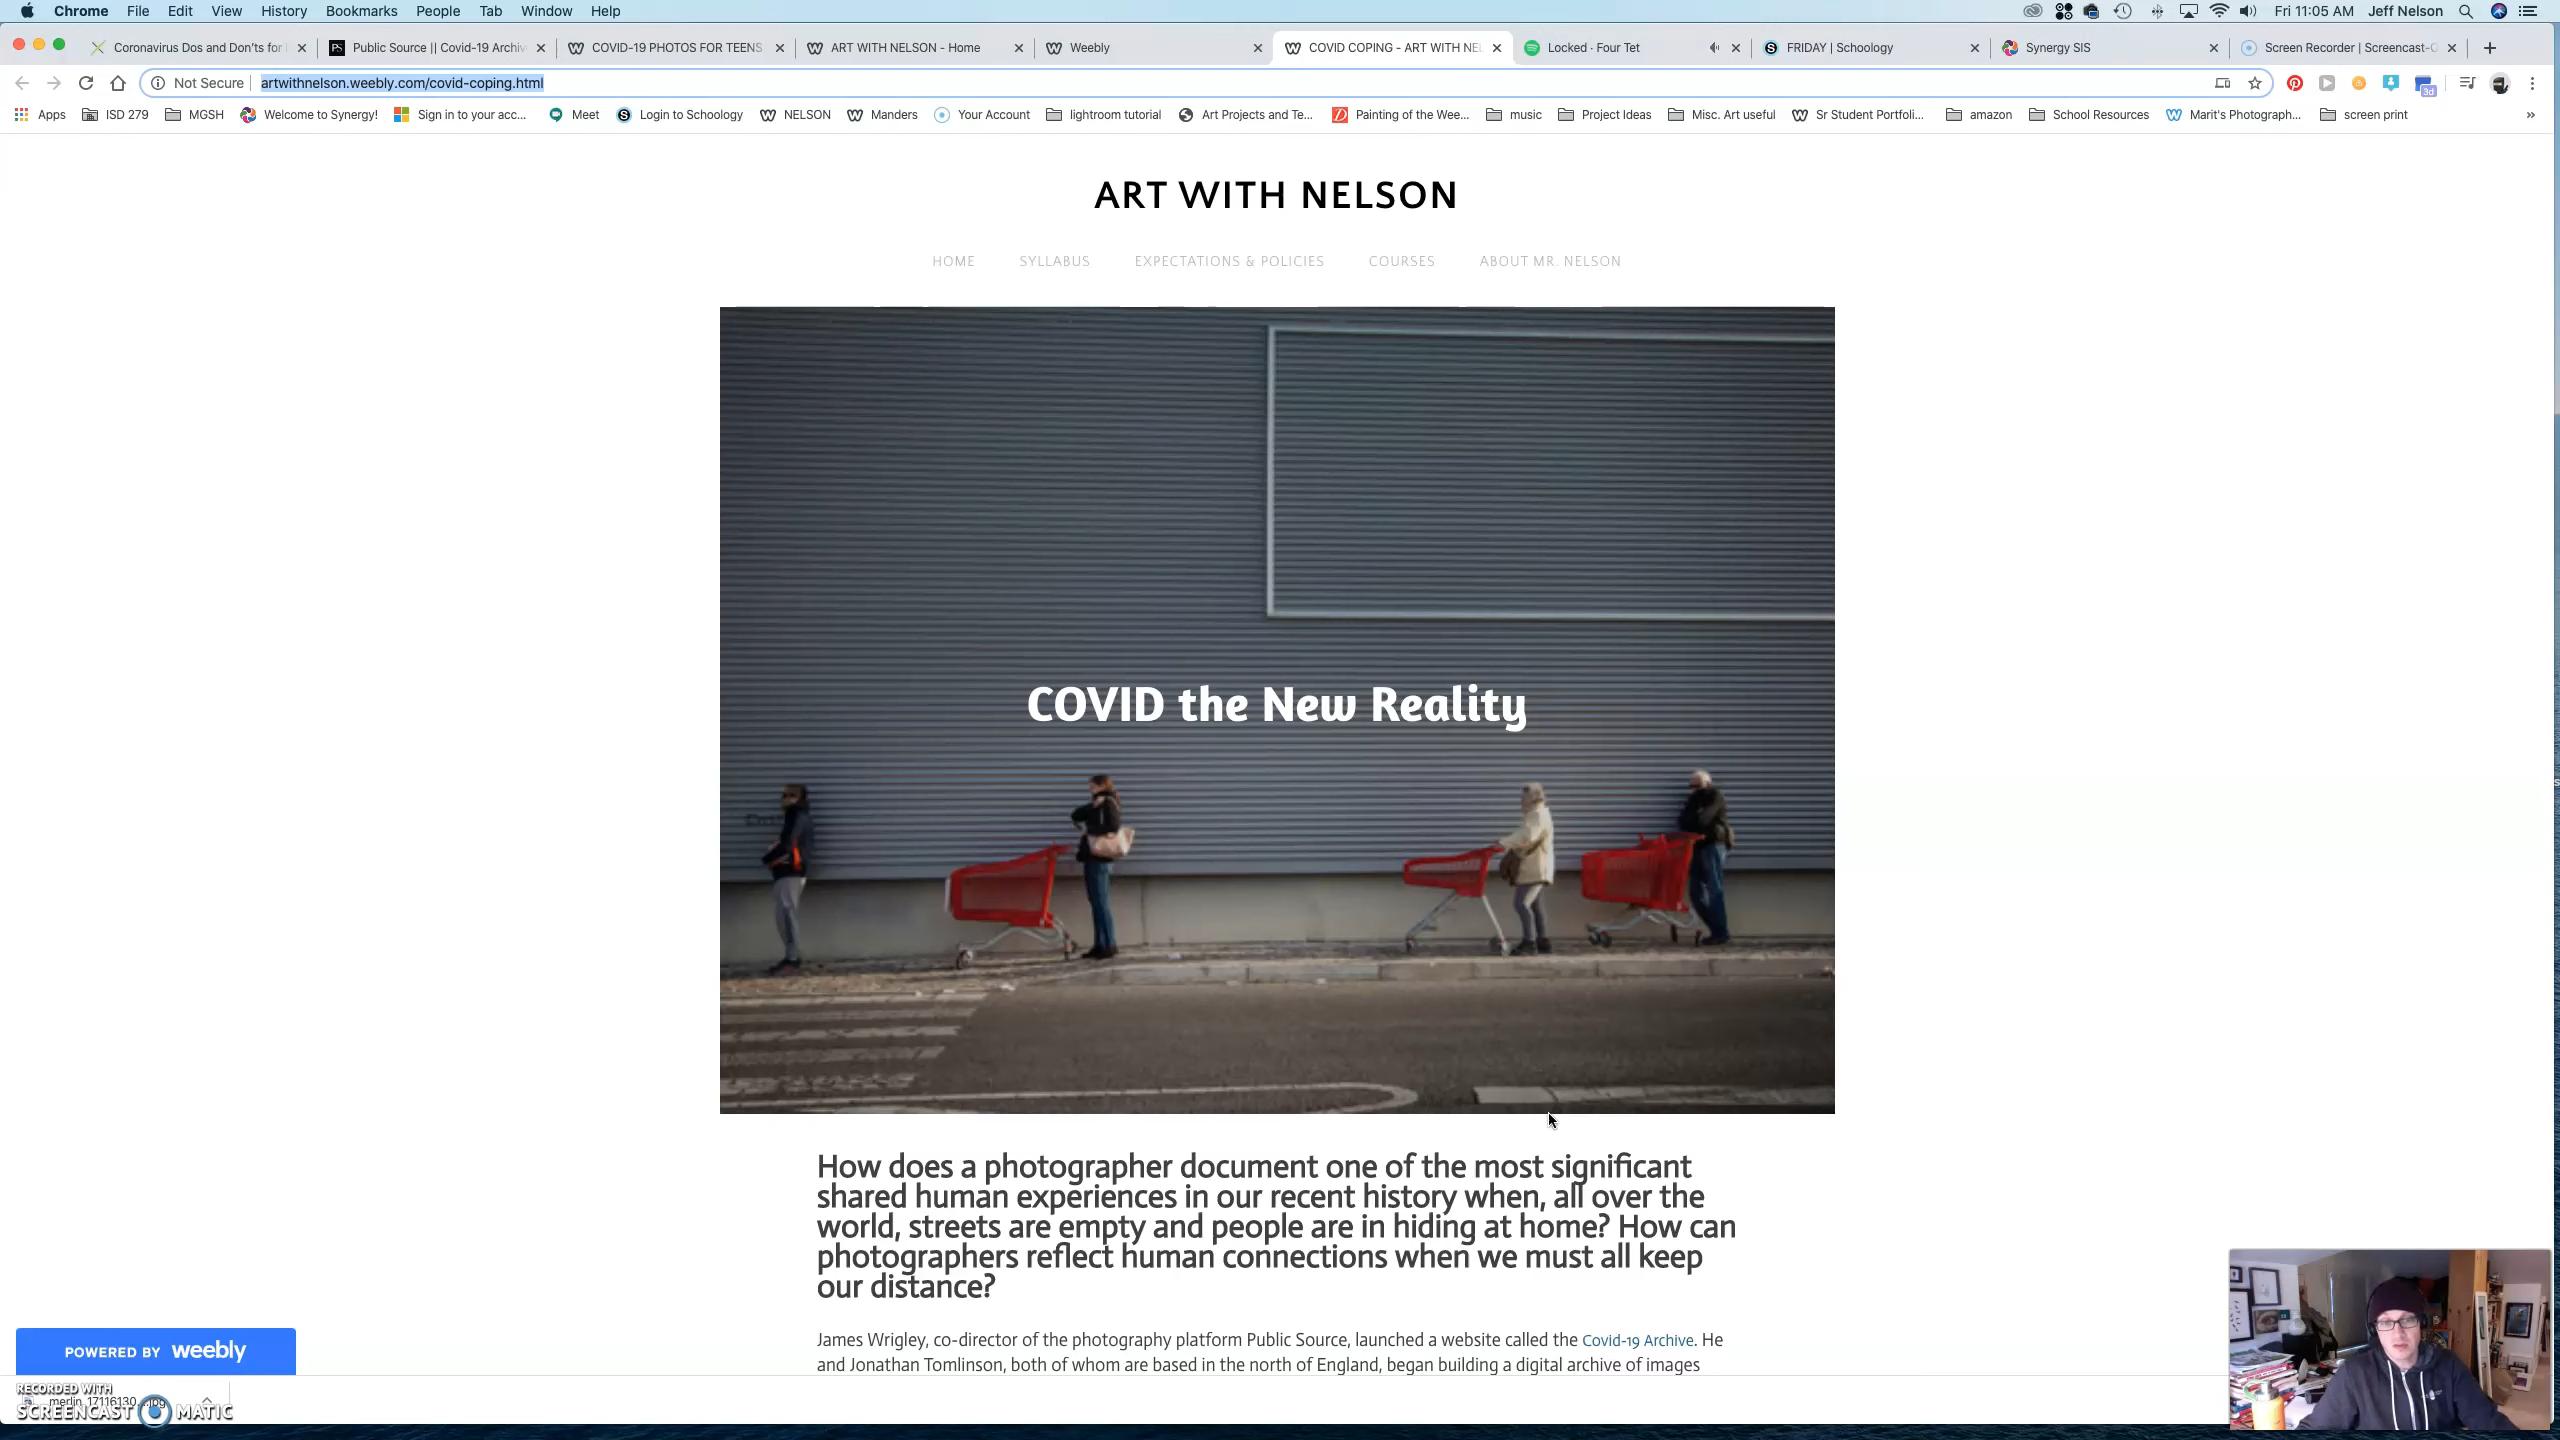 Chrome File Edit View History Bookmarks People Tab Window Help Fri 11:05 AM Jeff Nelson
Coronavirus Dos and Don'ts for Public Source || Covid-19 Archiv COVID-19 PHOTOS FOR TEENS ART WITH NELSON - Home Weebly COVID COPING - ART WITH NEL Locked · Four Tet FRIDAY | Schoology Synergy SIS Screen Recorder | Screencast-O
Not Secure artwithnelson.weebly.com/covid-coping.html 3d
Apps ISD 279 MGSH Welcome to Synergy! Sign in to your acc... Meet Login to Schoology NELSON Manders Your Account lightroom tutorial Art Projects and Te... Painting of the Wee... music Project Ideas Misc. Art useful Sr Student Portfoli... amazon School Resources Marit's Photograph... screen print »
ART WITH NELSON
HOME SYLLABUS EXPECTATIONS & POLICIES COURSES ABOUT MR. NELSON
COVID the New Reality
How does a photographer document one of the most significant
shared human experiences in our recent history when, all over the
world, streets are empty and people are in hiding at home? How can
photographers reflect human connections when we must all keep
our distance?
James Wrigley, co-director of the photography platform Public Source, launched a website called the Covid-19 Archive. He
and Jonathan Tomlinson, both of whom are based in the north of England, began building a digital archive of images
POWERED BY weebly
RECORDED WITH
merlin_17116130....jpg
SCREENCAST MATIC